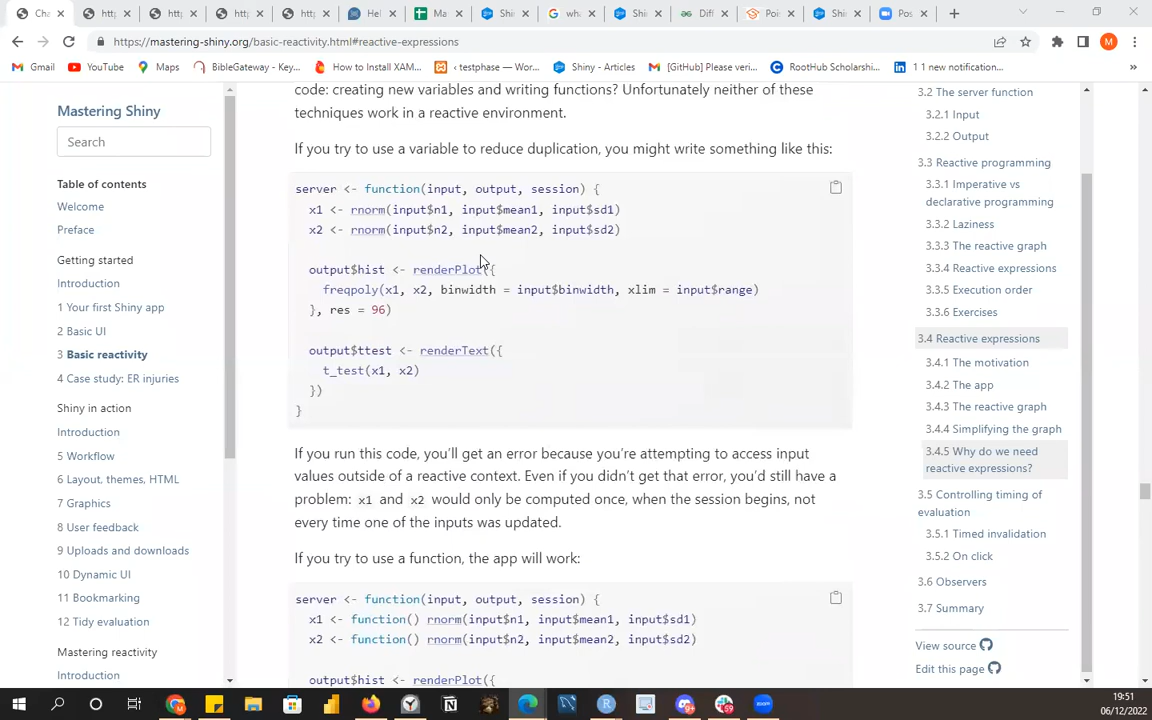 Cha
http
http
http
http
Hel
Ma
Shin
wha
Shin
Diff
Pois
Shin
Pos
https://mastering-shiny.org/basic-reactivity.html#reactive-expressions
M
Gmail
YouTube
Maps
BibleGateway - Key...
How to Install XAM...
‹ testphase — Wor...
Shiny - Articles
[GitHub] Please veri...
RootHub Scholarshi...
1 1 new notification...
»
Mastering Shiny
Search
Table of contents
Welcome
Preface
Getting started
Introduction
1 Your first Shiny app
2 Basic UI
3 Basic reactivity
4 Case study: ER injuries
Shiny in action
Introduction
5 Workflow
6 Layout, themes, HTML
7 Graphics
8 User feedback
9 Uploads and downloads
10 Dynamic UI
11 Bookmarking
12 Tidy evaluation
Mastering reactivity
Introduction
code: creating new variables and writing functions? Unfortunately neither of these
techniques work in a reactive environment.
If you try to use a variable to reduce duplication, you might write something like this:
server <- function(input, output, session) {
x1 <- rnorm(input$n1, input$mean1, input$sd1)
x2 <- rnorm(input$n2, input$mean2, input$sd2)
output$hist <- renderPlot({
freqpoly(x1, x2, binwidth = input$binwidth, xlim = input$range)
}, res = 96)
output$ttest <- renderText({
t_test(x1, x2)
})
}
If you run this code, you’ll get an error because you’re attempting to access input
values outside of a reactive context. Even if you didn’t get that error, you’d still have a
problem: x1 and x2 would only be computed once, when the session begins, not
every time one of the inputs was updated.
If you try to use a function, the app will work:
server <- function(input, output, session) {
x1 <- function() rnorm(input$n1, input$mean1, input$sd1)
x2 <- function() rnorm(input$n2, input$mean2, input$sd2)
output$hist <- renderPlot({
3.2 The server function
3.2.1 Input
3.2.2 Output
3.3 Reactive programming
3.3.1 Imperative vs
declarative programming
3.3.2 Laziness
3.3.3 The reactive graph
3.3.4 Reactive expressions
3.3.5 Execution order
3.3.6 Exercises
3.4 Reactive expressions
3.4.1 The motivation
3.4.2 The app
3.4.3 The reactive graph
3.4.4 Simplifying the graph
3.4.5 Why do we need
reactive expressions?
3.5 Controlling timing of
evaluation
3.5.1 Timed invalidation
3.5.2 On click
3.6 Observers
3.7 Summary
View source
Edit this page
19:51
06/12/2022